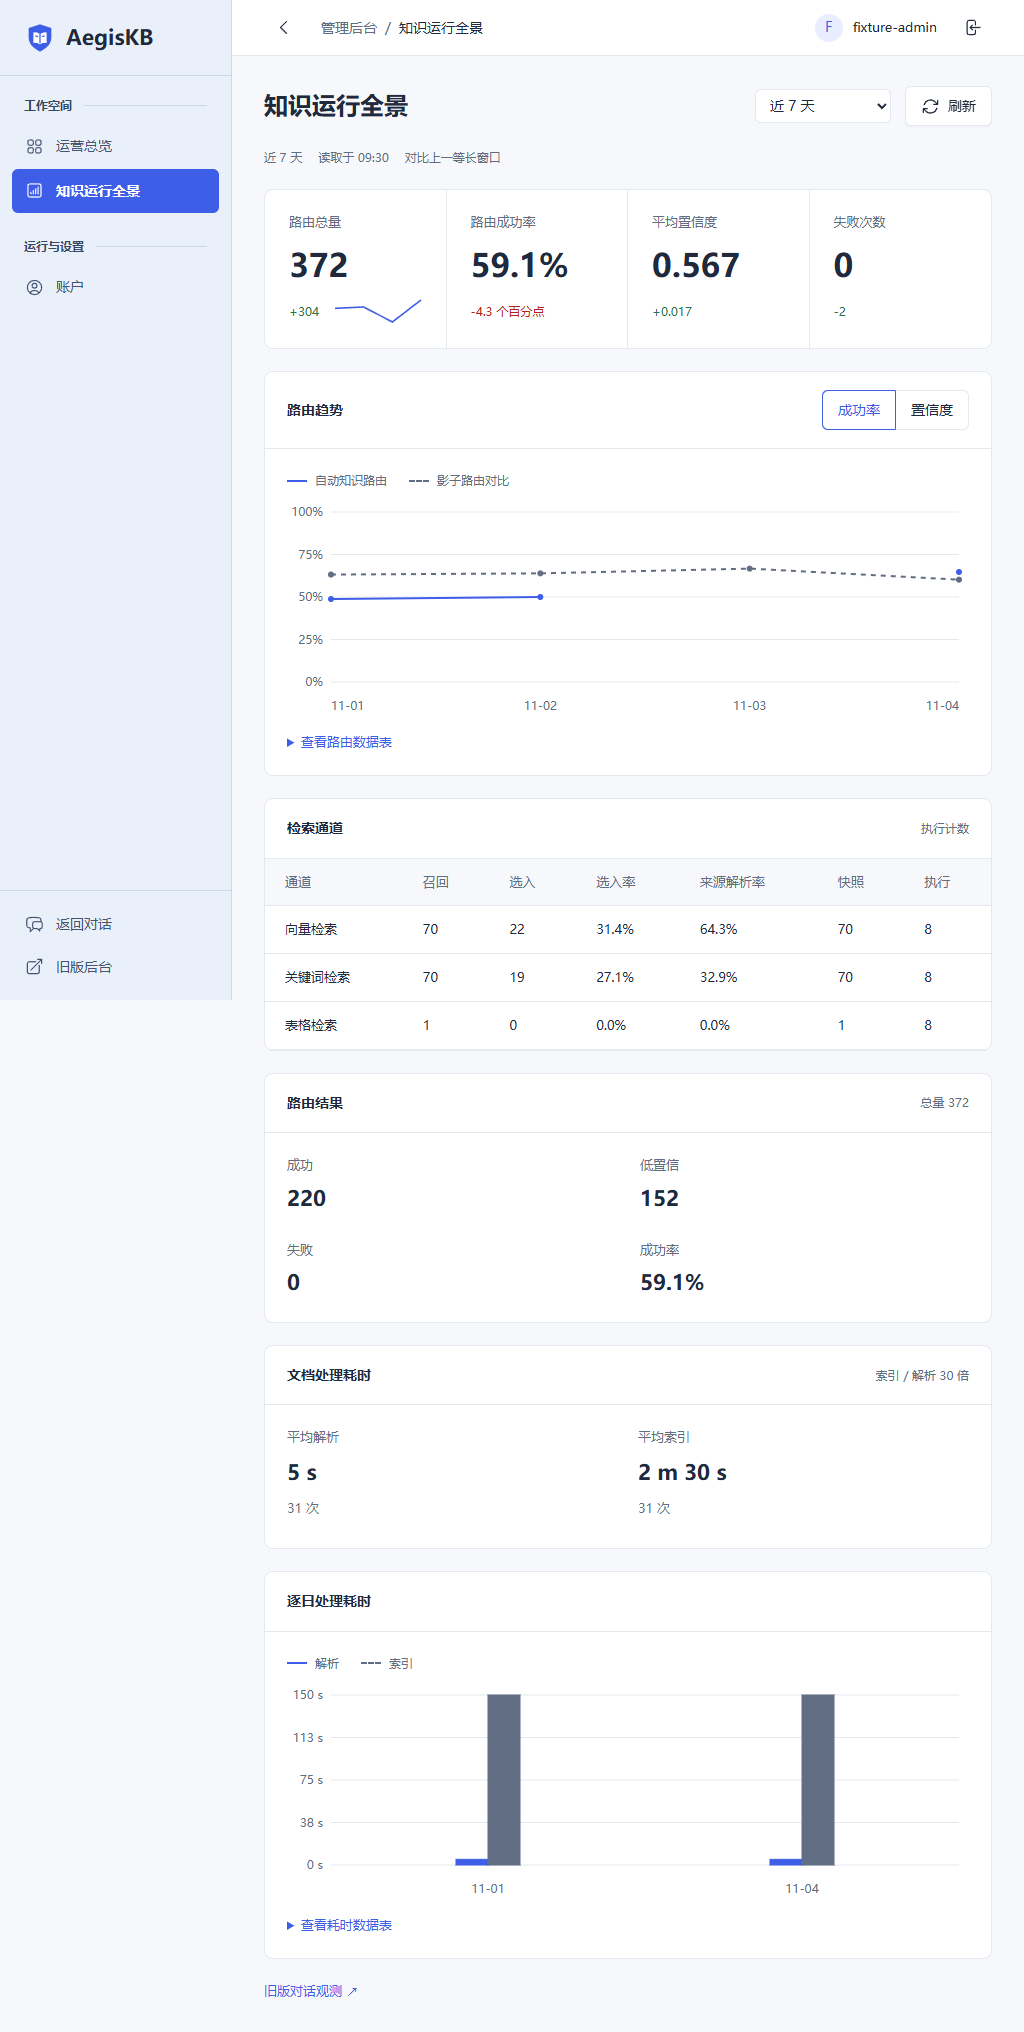 AegisKB
工作空间
运营总览
知识运行全景
运行与设置
账户
返回对话
旧版后台
管理后台 / 知识运行全景
F fixture-admin
知识运行全景
近 7 天
刷新
近 7 天 读取于 09:30 对比上一等长窗口
路由总量
372
+304
路由成功率
59.1%
-4.3 个百分点
平均置信度
0.567
+0.017
失败次数
0
-2
路由趋势
成功率 置信度
自动知识路由 影子路由对比
100%
75%
50%
25%
0%
11-01 11-02 11-03 11-04
查看路由数据表
检索通道 执行计数
通道 召回 选入 选入率 来源解析率 快照 执行
向量检索 70 22 31.4% 64.3% 70 8
关键词检索 70 19 27.1% 32.9% 70 8
表格检索 1 0 0.0% 0.0% 1 8
路由结果 总量 372
成功 低置信
220 152
失败 成功率
0 59.1%
文档处理耗时 索引 / 解析 30 倍
平均解析 平均索引
5 s 2 m 30 s
31 次 31 次
逐日处理耗时
解析 索引
150 s
113 s
75 s
38 s
0 s
11-01 11-04
查看耗时数据表
旧版对话观测 ↗